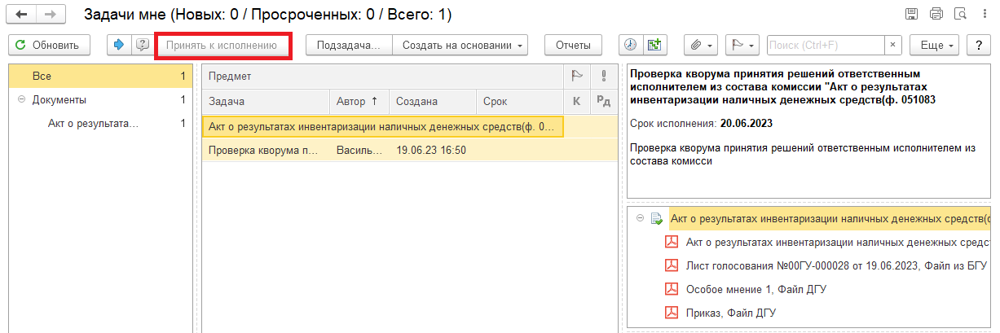 Задачи мне (Новых: 0 / Просроченных: 0 / Всего: 1)
Обновить
Принять к исполнению
Подзадача...
Создать на основании
Отчеты
Поиск (Ctrl+F)
×
Еще
?
Все 1
Документы 1
Акт о результата... 1
Предмет
Задача Автор ↑ Создана Срок К Рд
Акт о результатах инвентаризации наличных денежных средств(ф. 0...
Проверка кворума п... Василь... 19.06.23 16:50
Проверка кворума принятия решений ответственным
исполнителем из состава комиссии "Акт о результатах
инвентаризации наличных денежных средств(ф. 051083
Срок исполнения: 20.06.2023
Проверка кворума принятия решений ответственным исполнителем из
состава комисси
Акт о результатах инвентаризации наличных денежных средств(ф
Акт о результатах инвентаризации наличных денежных средс
Лист голосования №00ГУ-000028 от 19.06.2023, Файл из БГУ
Особое мнение 1, Файл ДГУ
Приказ, Файл ДГУ